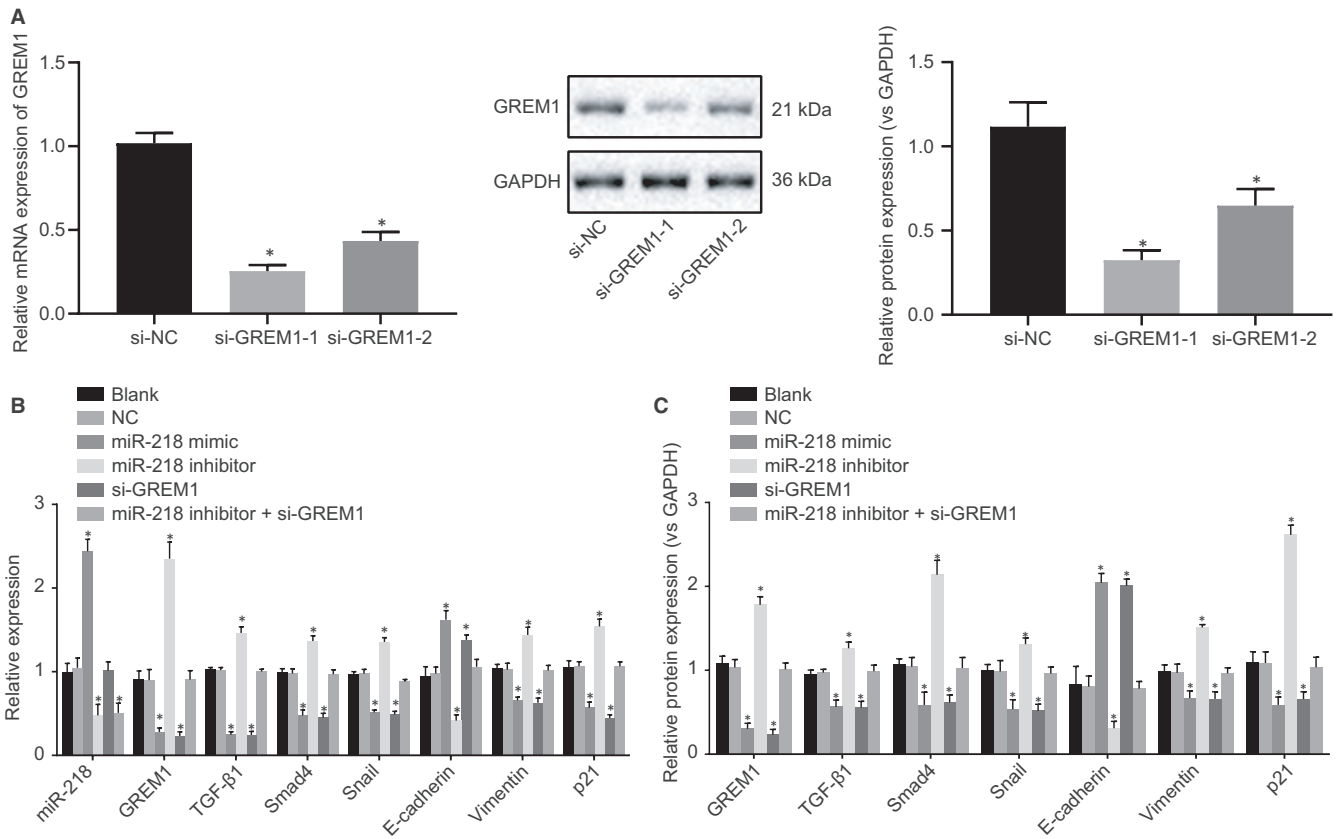 A
Relative mRNA expression of GREM1
1.5
1.0
0.5
0.0
*
*
si-NC
si-GREM1-1
si-GREM1-2
GREM1
21 kDa
GAPDH
36 kDa
si-NC
si-GREM1-1
si-GREM1-2
Relative protein expression (vs GAPDH)
1.5
1.0
0.5
0.0
*
*
si-NC
si-GREM1-1
si-GREM1-2
B
Blank
NC
miR-218 mimic
miR-218 inhibitor
si-GREM1
miR-218 inhibitor + si-GREM1
Relative expression
3
2
1
0
* * *
* * *
* * *
* * *
* * *
* * *
* * *
* * *
miR-218
GREM1
TGF-β1
Smad4
Snail
E-cadherin
Vimentin
p21
C
Blank
NC
miR-218 mimic
miR-218 inhibitor
si-GREM1
miR-218 inhibitor + si-GREM1
Relative protein expression (vs GAPDH)
3
2
1
0
* * *
* * *
* * *
* * *
* * *
* * *
* * *
GREM1
TGF-β1
Smad4
Snail
E-cadherin
Vimentin
p21